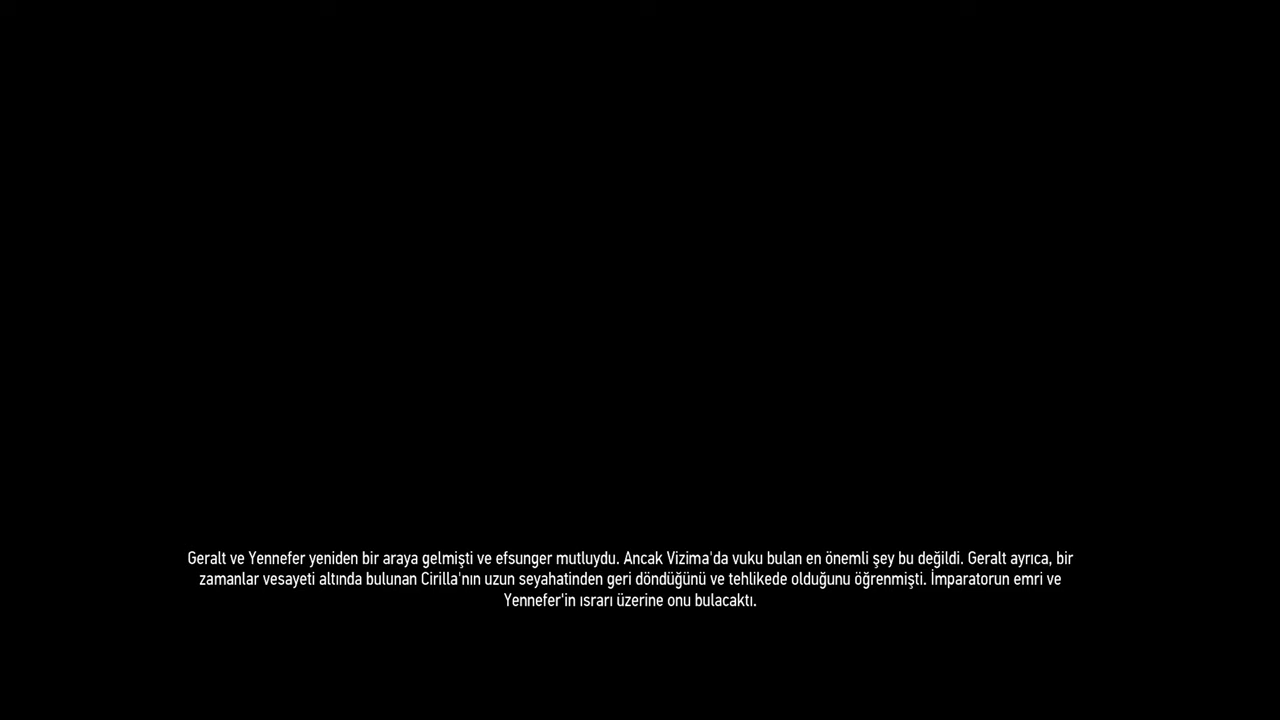 Geralt ve Yennefer yeniden bir araya gelmişti ve efsunger mutluydu. Ancak Vizima'da vuku bulan en önemli şey bu değildi. Geralt ayrıca, bir
zamanlar vesayeti altında bulunan Cirilla'nın uzun seyahatinden geri döndüğünü ve tehlikede olduğunu öğrenmişti. İmparatorun emri ve
Yennefer'in ısrarı üzerine onu bulacaktı.